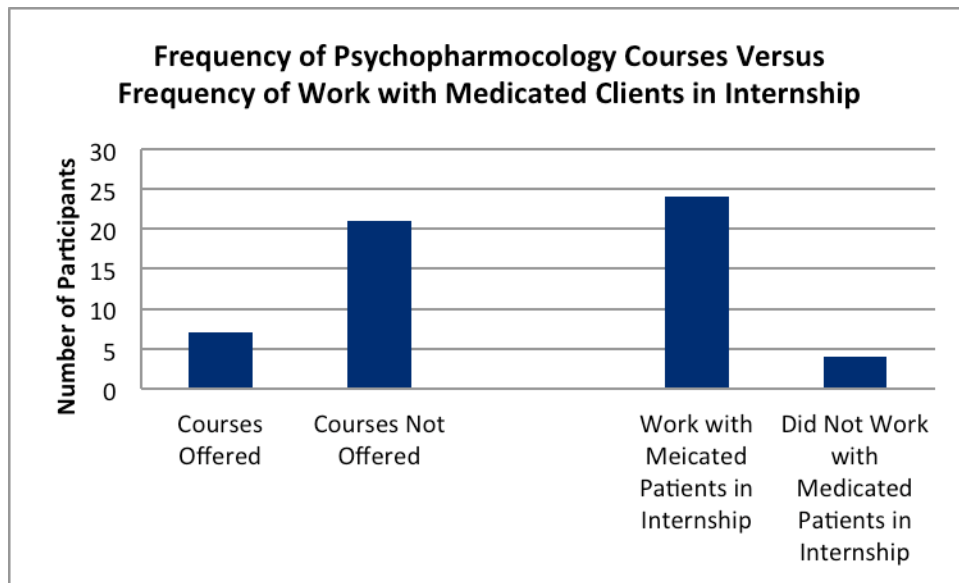 Frequency of Psychopharmocology Courses Versus
Frequency of Work with Medicated Clients in Internship
Number of Participants
30
25
20
15
10
5
0
Courses
Offered
Courses Not
Offered
Work with
Meicated
Patients in
Internship
Did Not Work
with
Medicated
Patients in
Internship